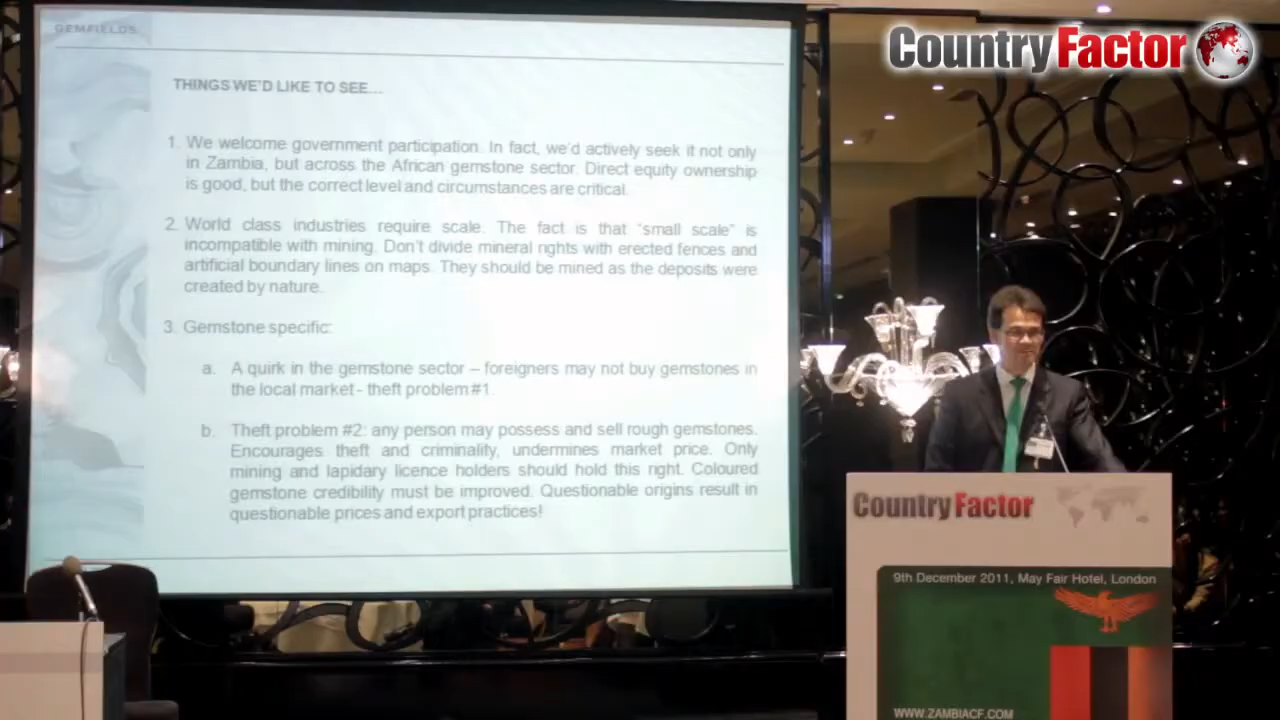 GEMFIELDS
THINGS WE'D LIKE TO SEE...
1. We welcome government participation. In fact, we'd actively seek it not only
in Zambia, but across the African gemstone sector. Direct equity ownership
is good, but the correct level and circumstances are critical.
2. World class industries require scale. The fact is that "small scale" is
incompatible with mining. Don't divide mineral rights with erected fences and
artificial boundary lines on maps. They should be mined as the deposits were
created by nature.
3. Gemstone specific:
a. A quirk in the gemstone sector – foreigners may not buy gemstones in
the local market - theft problem #1.
b. Theft problem #2: any person may possess and sell rough gemstones.
Encourages theft and criminality, undermines market price. Only
mining and lapidary licence holders should hold this right. Coloured
gemstone credibility must be improved. Questionable origins result in
questionable prices and export practices!
CountryFactor
CountryFactor
9th December 2011, May Fair Hotel, London
WWW.ZAMBIACF.COM